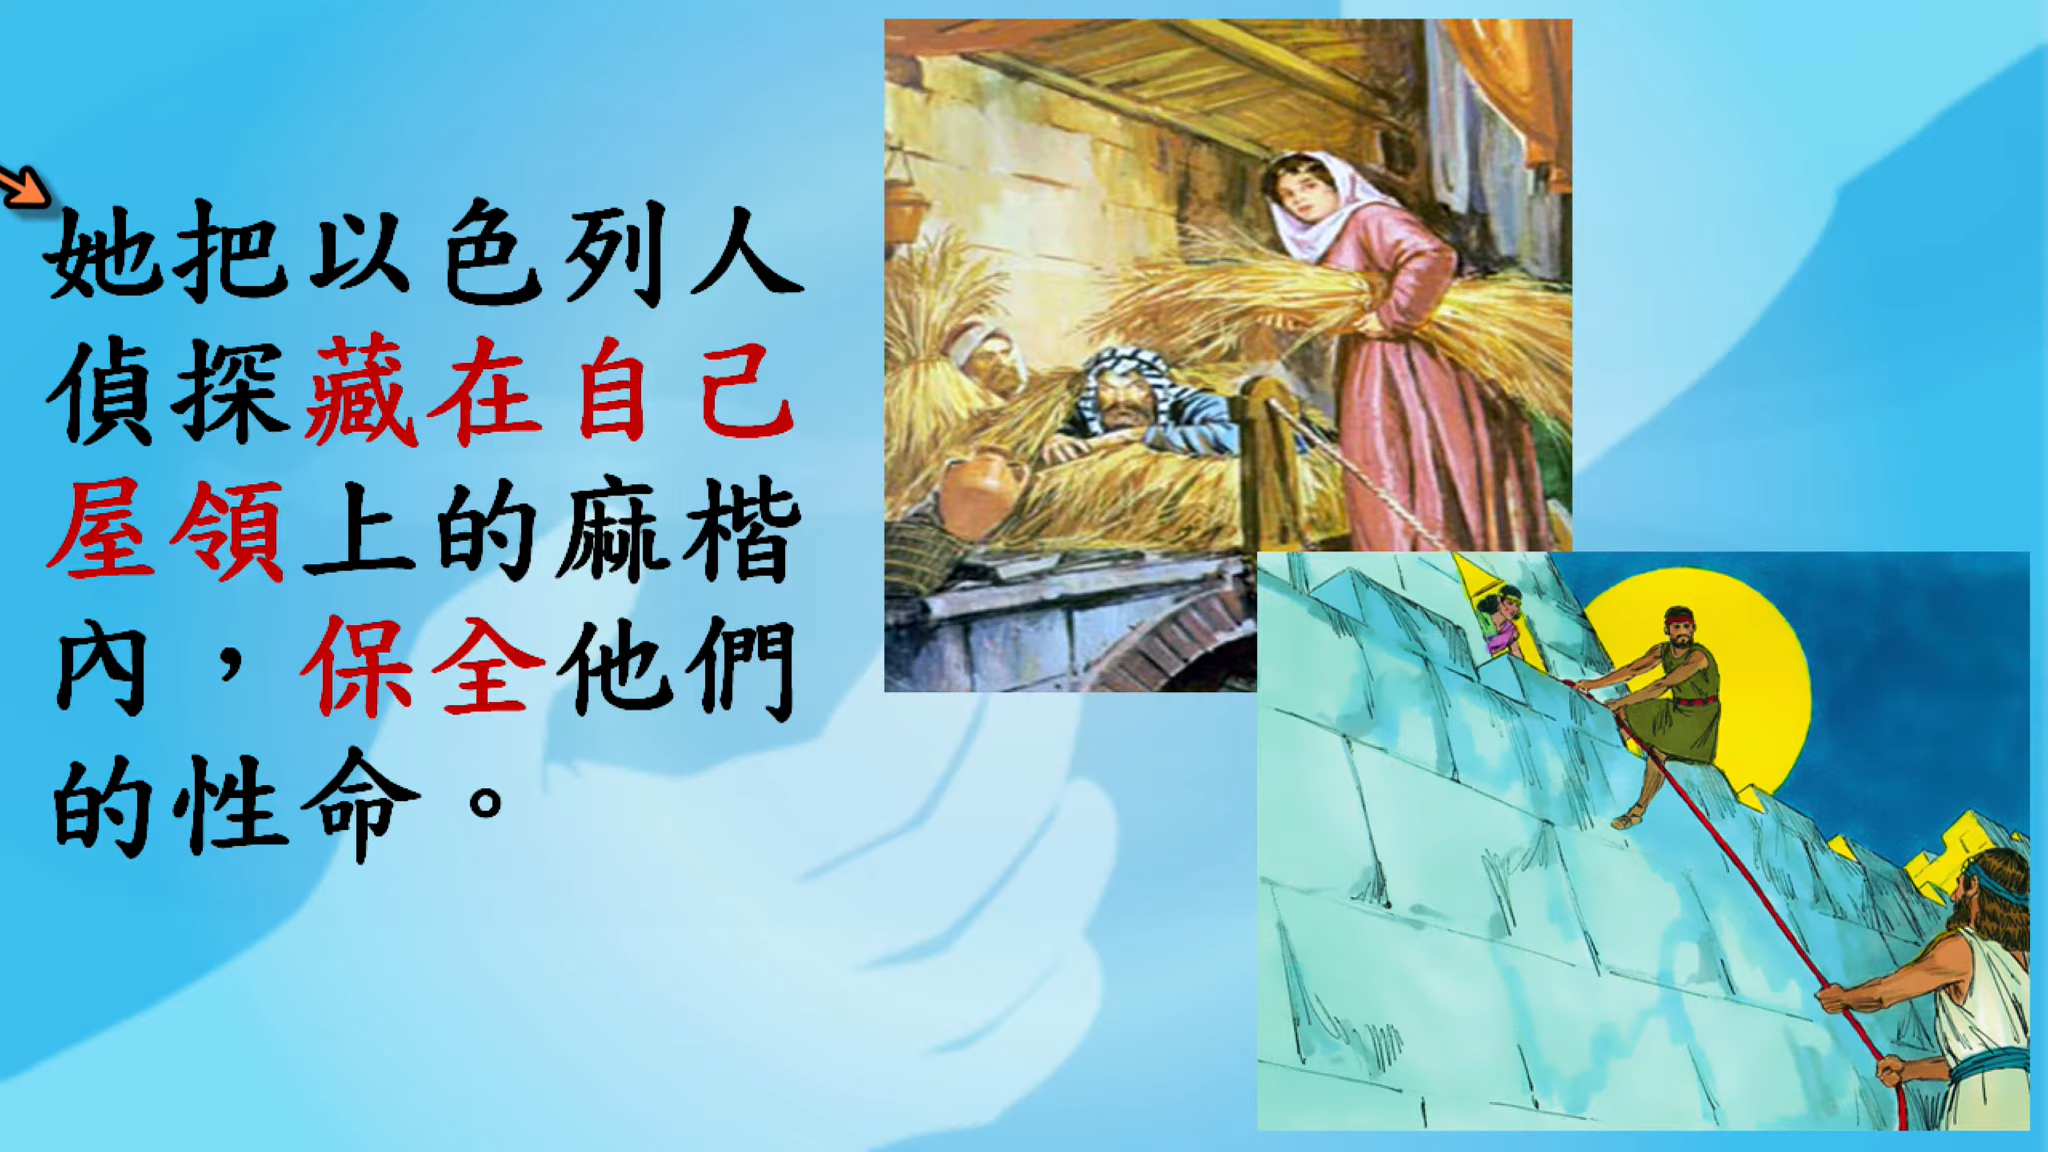 她把以色列人
偵探藏在自己
屋領上的麻楷
內，保全他們
的性命。